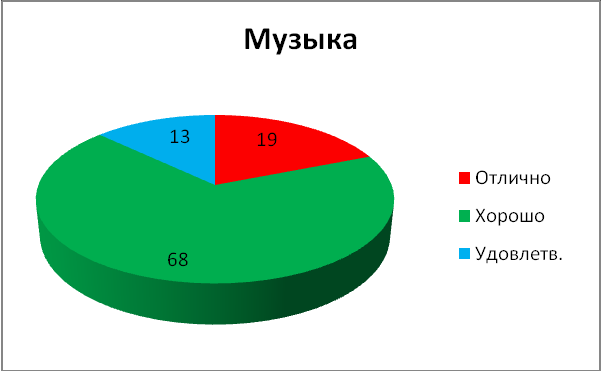 Музыка
13
19
68
Отлично
Хорошо
Удовлетв.